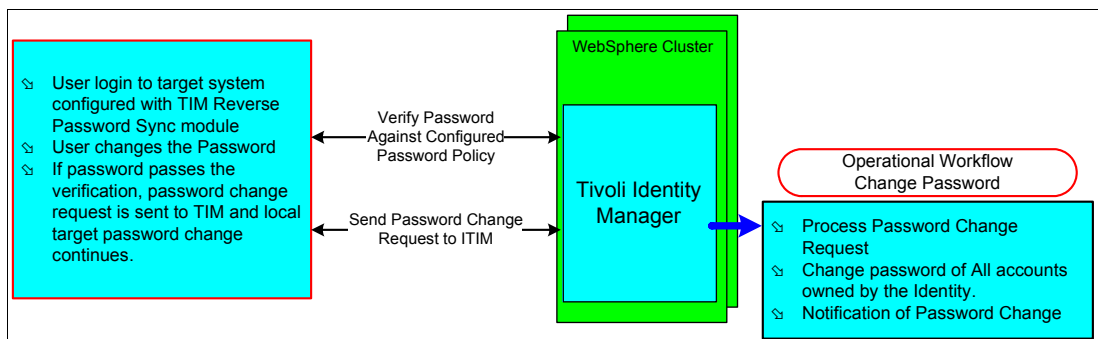 User login to target system
configured with TIM Reverse
Password Sync module
User changes the Password
If password passes the
verification, password change
request is sent to TIM and local
target password change
continues.
Verify Password
Against Configured
Password Policy
Send Password Change
Request to ITIM
WebSphere Cluster
Tivoli Identity
Manager
Operational Workflow
Change Password
Process Password Change
Request
Change password of All accounts
owned by the Identity.
Notification of Password Change